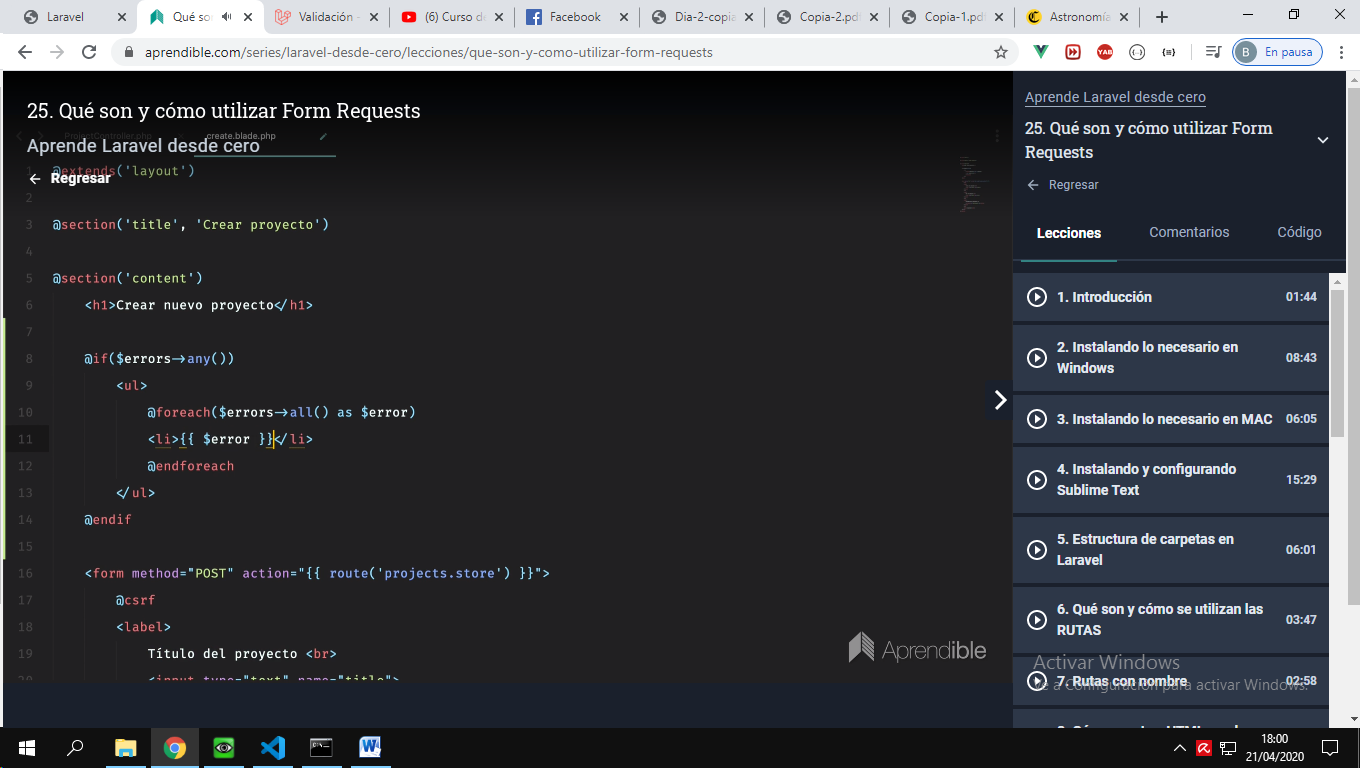 Laravel
Qué so
Validación
(6) Curso de
Facebook
Dia-2-copia
Copia-2.pdf
Copia-1.pdf
Astronomía
aprendible.com/series/laravel-desde-cero/lecciones/que-son-y-como-utilizar-form-requests
B En pausa
25. Qué son y cómo utilizar Form Requests
ProjectController.php
create.blade.php
Aprende Laravel desde cero
Regresar
1 @extends('layout')
2
3 @section('title', 'Crear proyecto')
4
5 @section('content')
6 <h1>Crear nuevo proyecto</h1>
7
8 @if($errors->any())
9 <ul>
10 @foreach($errors->all() as $error)
11 <li>{{ $error }}</li>
12 @endforeach
13 </ul>
14 @endif
15
16 <form method="POST" action="{{ route('projects.store') }}">
17 @csrf
18 <label>
19 Título del proyecto <br>
20 <input type="text" name="title">
Aprendible
Aprende Laravel desde cero
25. Qué son y cómo utilizar Form
Requests
Regresar
Lecciones Comentarios Código
1. Introducción 01:44
2. Instalando lo necesario en
Windows 08:43
3. Instalando lo necesario en MAC 06:05
4. Instalando y configurando
Sublime Text 15:29
5. Estructura de carpetas en
Laravel 06:01
6. Qué son y cómo se utilizan las
RUTAS 03:47
Activar Windows
Ve a Configuración para activar Windows.
7. Rutas con nombre 02:58
18:00
21/04/2020